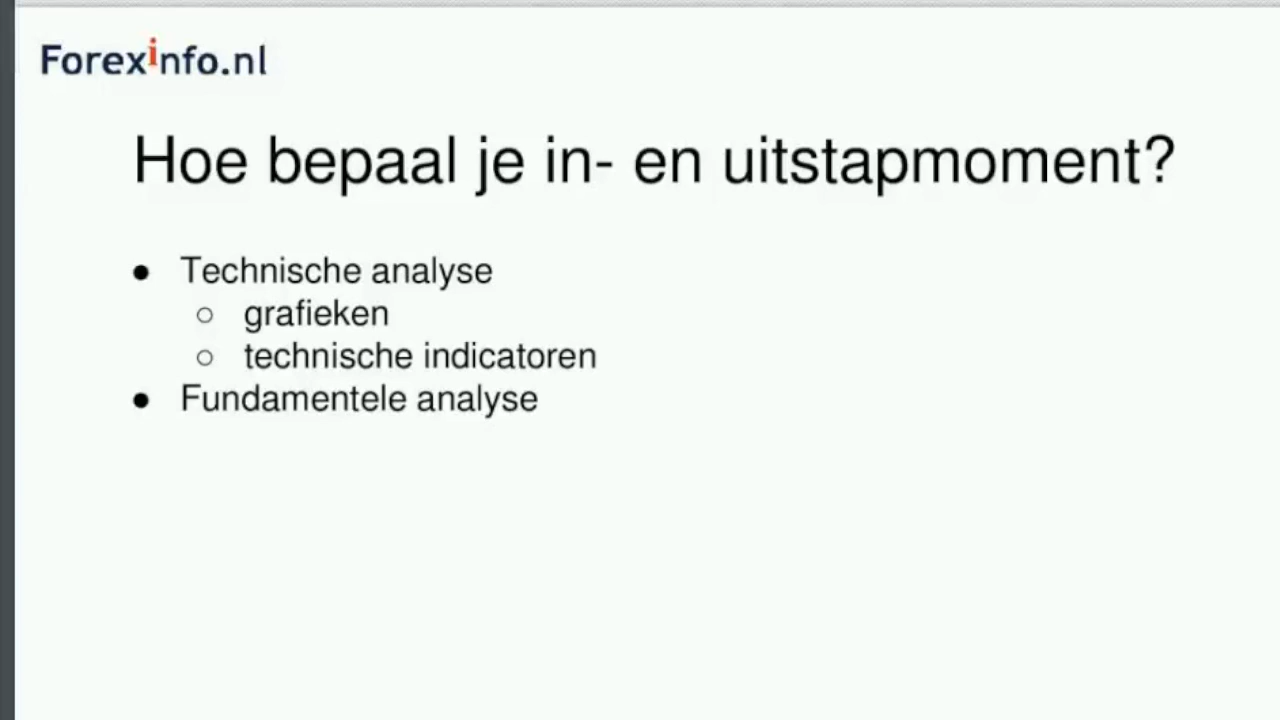 Forexinfo.nl
Hoe bepaal je in- en uitstapmoment?
● Technische analyse
○ grafieken
○ technische indicatoren
● Fundamentele analyse